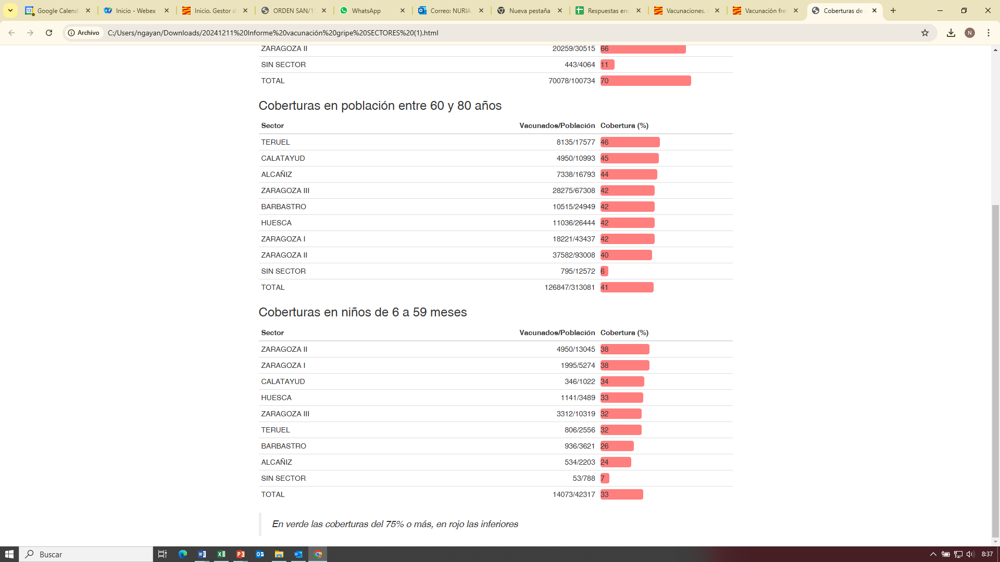 Google Calend
Inicio - Webex
Inicio. Gestor d
ORDEN SAN/1
WhatsApp
Correo: NURIA
Nueva pestaña
Respuestas enc
Vacunaciones.
Vacunación fre
Coberturas de
Archivo C:/Users/ngayan/Downloads/20241211%20Informe%20vacunación%20gripe%20SECTORES%20(1).html N
ZARAGOZA II 20259/30515 66
SIN SECTOR 443/4064 11
TOTAL 70078/100734 70
Coberturas en población entre 60 y 80 años
Sector Vacunados/Población Cobertura (%)
TERUEL 8135/17577 46
CALATAYUD 4950/10993 45
ALCAÑIZ 7338/16793 44
ZARAGOZA III 28275/67308 42
BARBASTRO 10515/24949 42
HUESCA 11036/26444 42
ZARAGOZA I 18221/43437 42
ZARAGOZA II 37582/93008 40
SIN SECTOR 795/12572 6
TOTAL 126847/313081 41
Coberturas en niños de 6 a 59 meses
Sector Vacunados/Población Cobertura (%)
ZARAGOZA II 4950/13045 38
ZARAGOZA I 1995/5274 38
CALATAYUD 346/1022 34
HUESCA 1141/3489 33
ZARAGOZA III 3312/10319 32
TERUEL 806/2556 32
BARBASTRO 936/3621 26
ALCAÑIZ 534/2203 24
SIN SECTOR 53/788 7
TOTAL 14073/42317 33
En verde las coberturas del 75% o más, en rojo las inferiores
Buscar 8:37